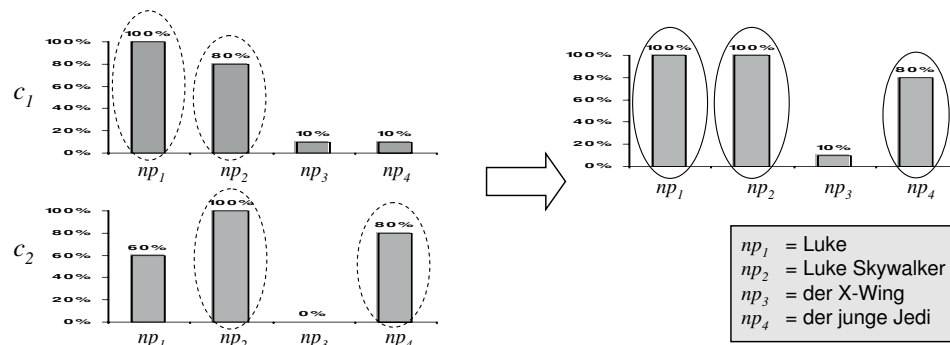 c1
100%
80%
60%
40%
20%
0%
100%
80%
10%
10%
np1
np2
np3
np4
c2
100%
80%
60%
40%
20%
0%
60%
100%
0%
80%
np1
np2
np3
np4
100%
80%
60%
40%
20%
0%
100%
100%
10%
80%
np1
np2
np3
np4
np1 = Luke
np2 = Luke Skywalker
np3 = der X-Wing
np4 = der junge Jedi